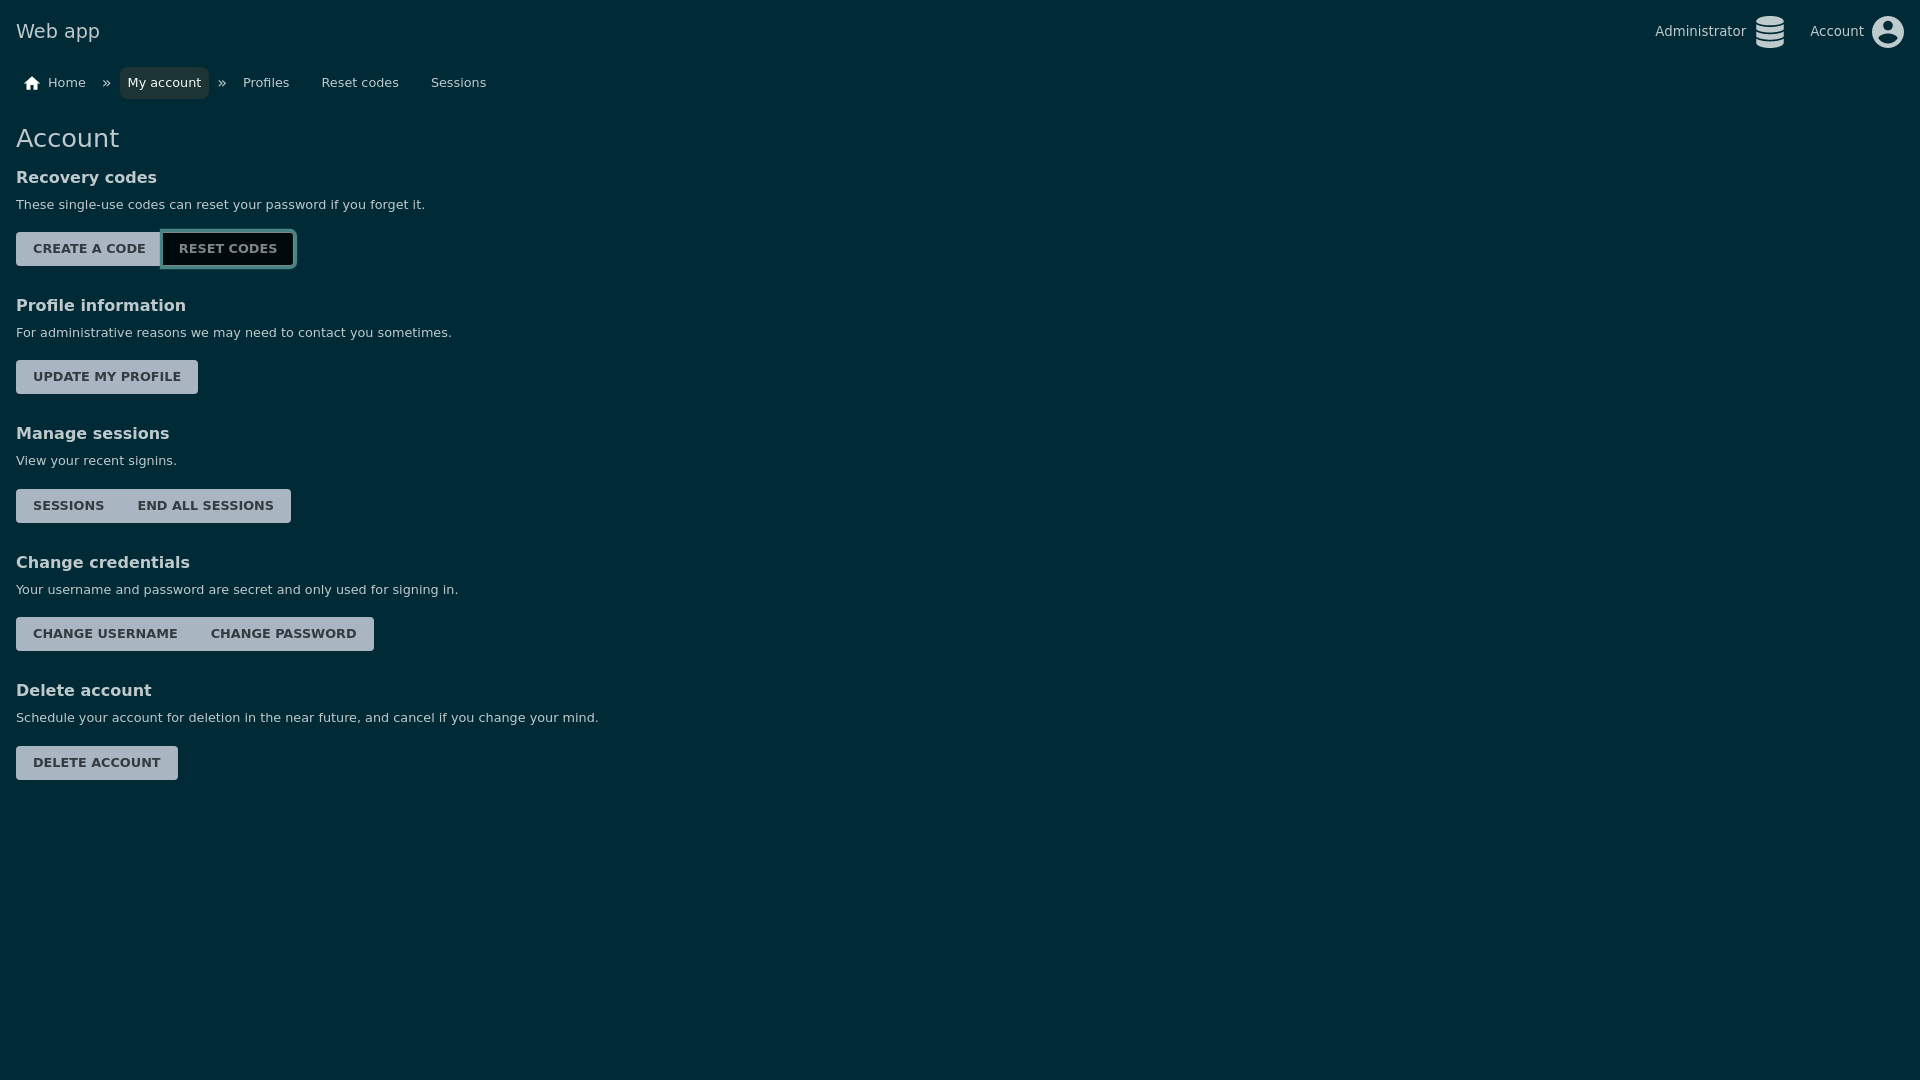 Web app
Administrator
Account
Home » My account » Profiles Reset codes Sessions
Account
Recovery codes
These single-use codes can reset your password if you forget it.
CREATE A CODE RESET CODES
Profile information
For administrative reasons we may need to contact you sometimes.
UPDATE MY PROFILE
Manage sessions
View your recent signins.
SESSIONS END ALL SESSIONS
Change credentials
Your username and password are secret and only used for signing in.
CHANGE USERNAME CHANGE PASSWORD
Delete account
Schedule your account for deletion in the near future, and cancel if you change your mind.
DELETE ACCOUNT